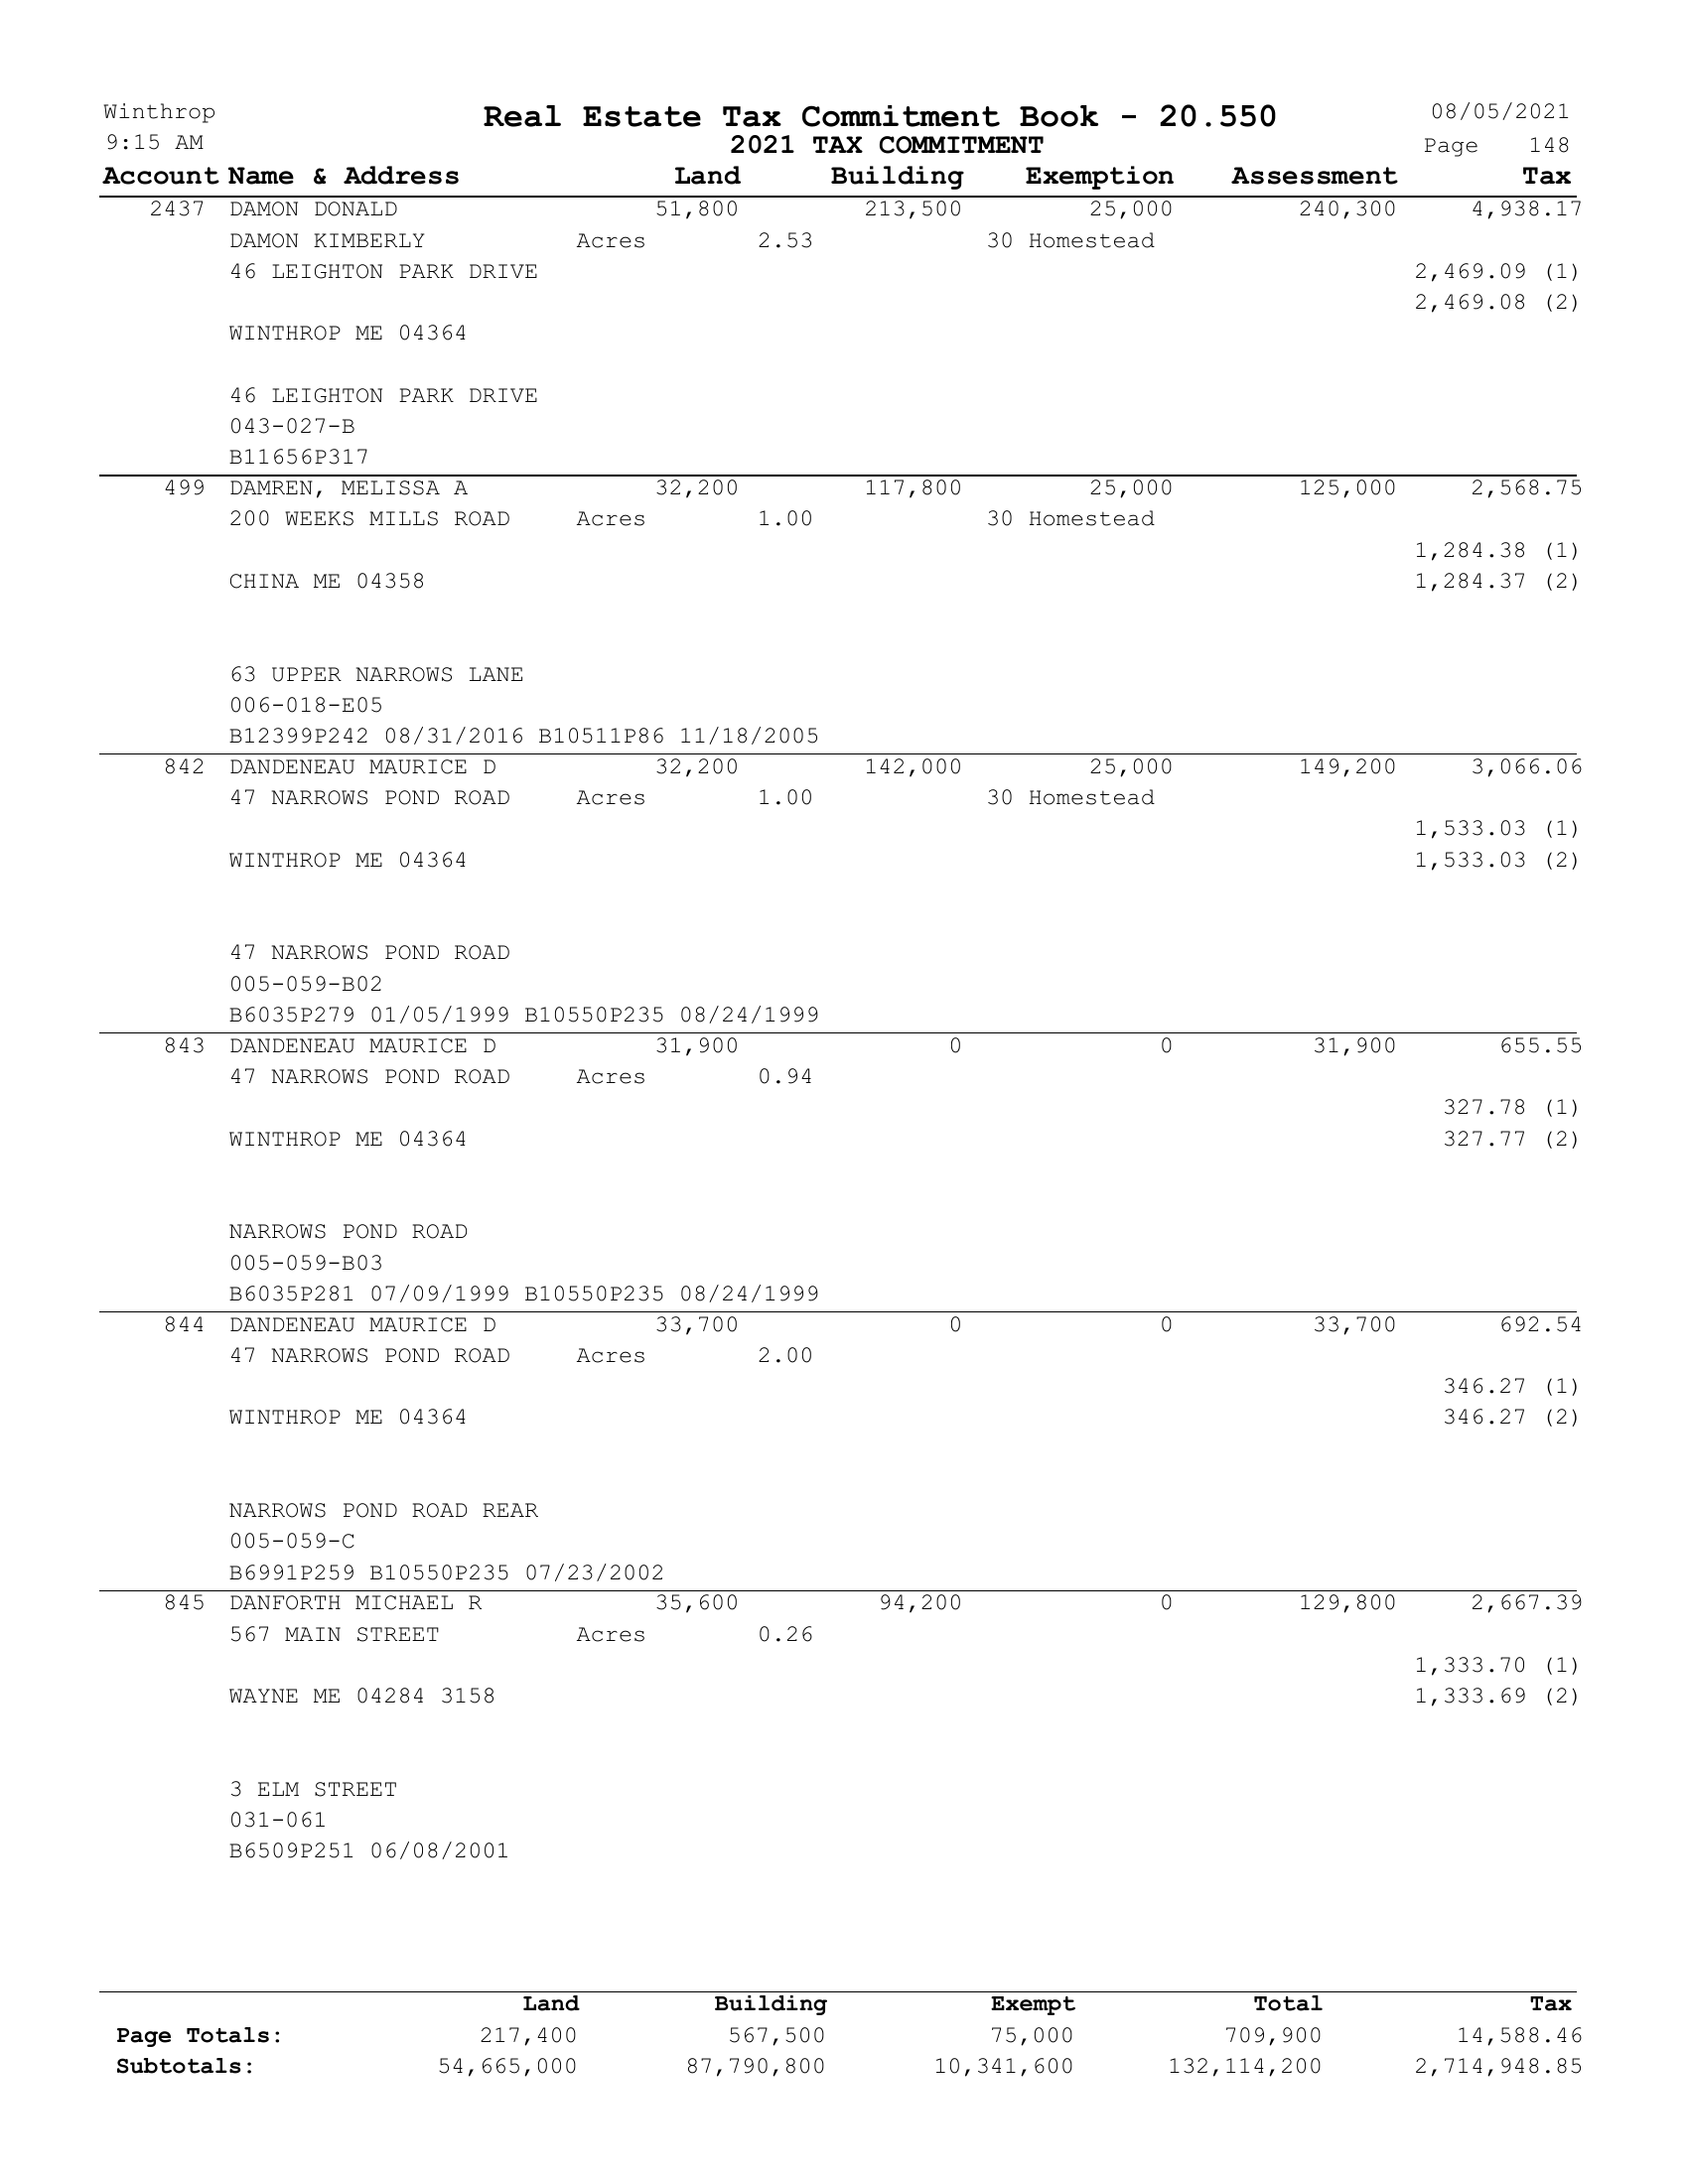 Winthrop Real Estate Tax Commitment Book - 20.550 08/05/2021
9:15 AM 2021 TAX COMMITMENT Page 148
Account Name & Address Land Building Exemption Assessment Tax
2437 DAMON DONALD 51,800 213,500 25,000 240,300 4,938.17
DAMON KIMBERLY Acres 2.53 30 Homestead
46 LEIGHTON PARK DRIVE 2,469.09 (1)
2,469.08 (2)
WINTHROP ME 04364
46 LEIGHTON PARK DRIVE
043-027-B
B11656P317
499 DAMREN, MELISSA A 32,200 117,800 25,000 125,000 2,568.75
200 WEEKS MILLS ROAD Acres 1.00 30 Homestead
1,284.38 (1)
CHINA ME 04358 1,284.37 (2)
63 UPPER NARROWS LANE
006-018-E05
B12399P242 08/31/2016 B10511P86 11/18/2005
842 DANDENEAU MAURICE D 32,200 142,000 25,000 149,200 3,066.06
47 NARROWS POND ROAD Acres 1.00 30 Homestead
1,533.03 (1)
WINTHROP ME 04364 1,533.03 (2)
47 NARROWS POND ROAD
005-059-B02
B6035P279 01/05/1999 B10550P235 08/24/1999
843 DANDENEAU MAURICE D 31,900 0 0 31,900 655.55
47 NARROWS POND ROAD Acres 0.94
327.78 (1)
WINTHROP ME 04364 327.77 (2)
NARROWS POND ROAD
005-059-B03
B6035P281 07/09/1999 B10550P235 08/24/1999
844 DANDENEAU MAURICE D 33,700 0 0 33,700 692.54
47 NARROWS POND ROAD Acres 2.00
346.27 (1)
WINTHROP ME 04364 346.27 (2)
NARROWS POND ROAD REAR
005-059-C
B6991P259 B10550P235 07/23/2002
845 DANFORTH MICHAEL R 35,600 94,200 0 129,800 2,667.39
567 MAIN STREET Acres 0.26
1,333.70 (1)
WAYNE ME 04284 3158 1,333.69 (2)
3 ELM STREET
031-061
B6509P251 06/08/2001
Land Building Exempt Total Tax
Page Totals: 217,400 567,500 75,000 709,900 14,588.46
Subtotals: 54,665,000 87,790,800 10,341,600 132,114,200 2,714,948.85